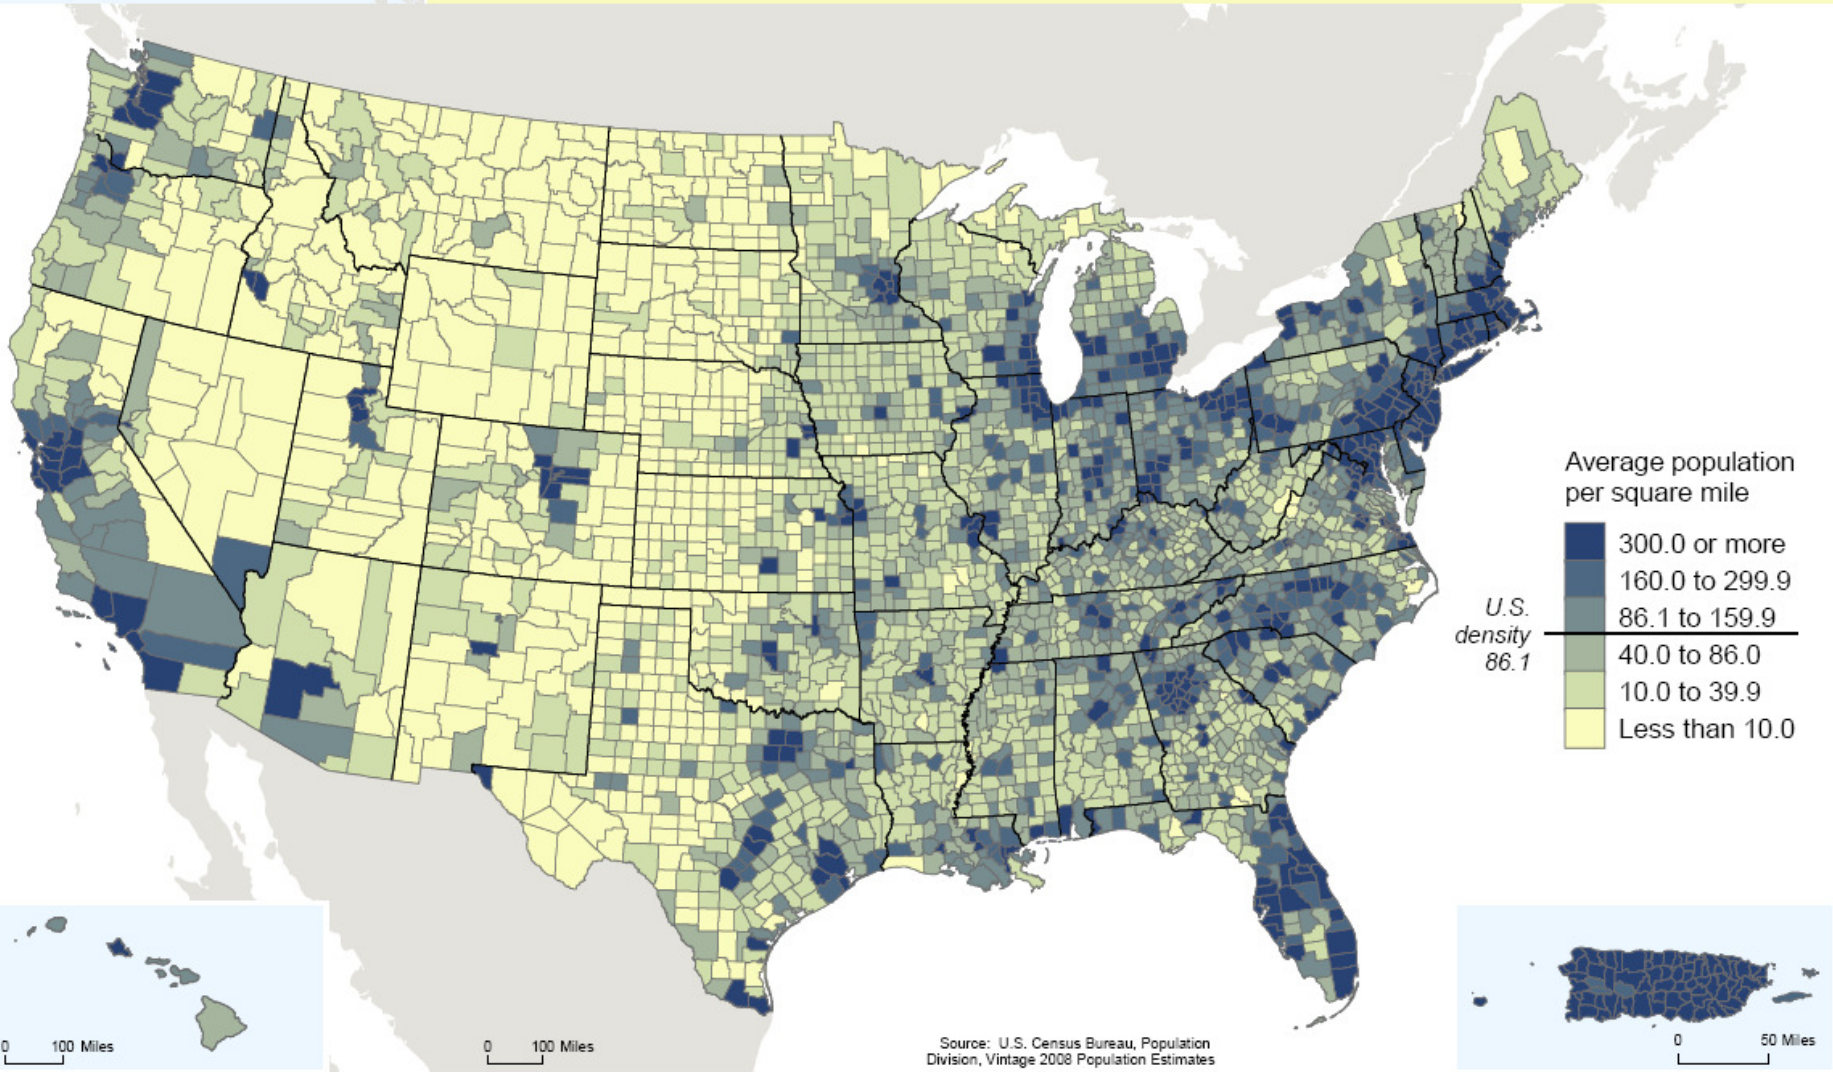 Average population
per square mile
300.0 or more
160.0 to 299.9
86.1 to 159.9
U.S.
density
86.1
40.0 to 86.0
10.0 to 39.9
Less than 10.0
0 100 Miles
0 100 Miles
Source: U.S. Census Bureau, Population
Division, Vintage 2008 Population Estimates
0 50 Miles